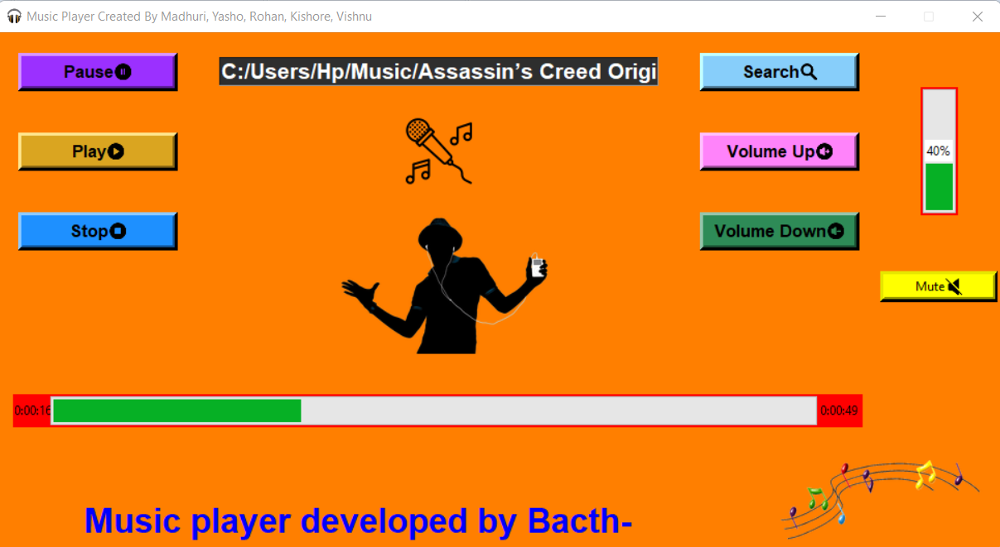 Music Player Created By Madhuri, Yasho, Rohan, Kishore, Vishnu
Pause
C:/Users/Hp/Music/Assassin’s Creed Origi
Search
Play
Volume Up
40%
Stop
Volume Down
Mute
0:00:16
0:00:49
Music player developed by Bacth-